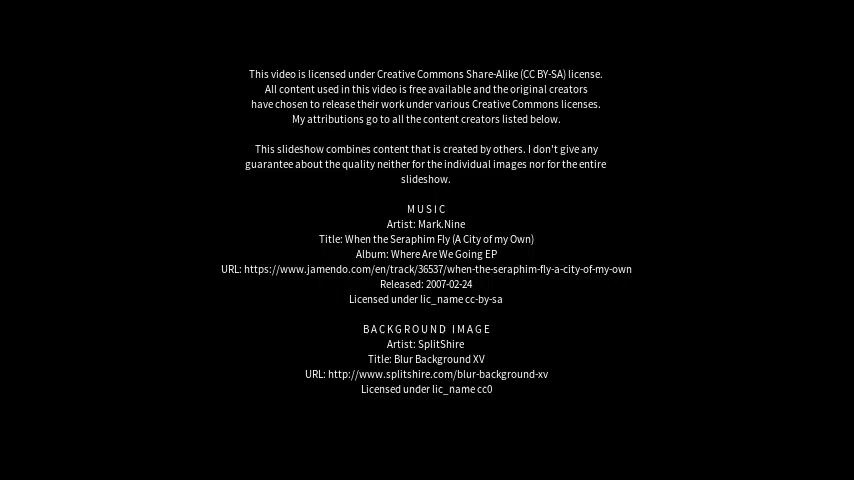 This video is licensed under Creative Commons Share-Alike (CC BY-SA) license.
All content used in this video is free available and the original creators
have chosen to release their work under various Creative Commons licenses.
My attributions go to all the content creators listed below.
This slideshow combines content that is created by others. I don't give any
guarantee about the quality neither for the individual images nor for the entire
slideshow.
MUSIC
Artist: Mark.Nine
Title: When the Seraphim Fly (A City of my Own)
Album: Where Are We Going EP
URL: https://www.jamendo.com/en/track/36537/when-the-seraphim-fly-a-city-of-my-own
Released: 2007-02-24
Licensed under lic_name cc-by-sa
BACKGROUND IMAGE
Artist: SplitShire
Title: Blur Background XV
URL: http://www.splitshire.com/blur-background-xv
Licensed under lic_name cc0